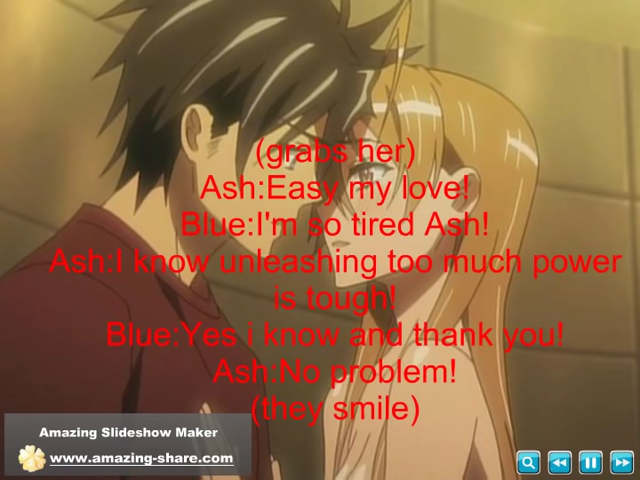 (grabs her)
Ash:Easy my love!
Blue:I'm so tired Ash!
Ash:I know unleashing too much power
is tough!
Blue:Yes i know and thank you!
Ash:No problem!
(they smile)
Amazing Slideshow Maker
www.amazing-share.com